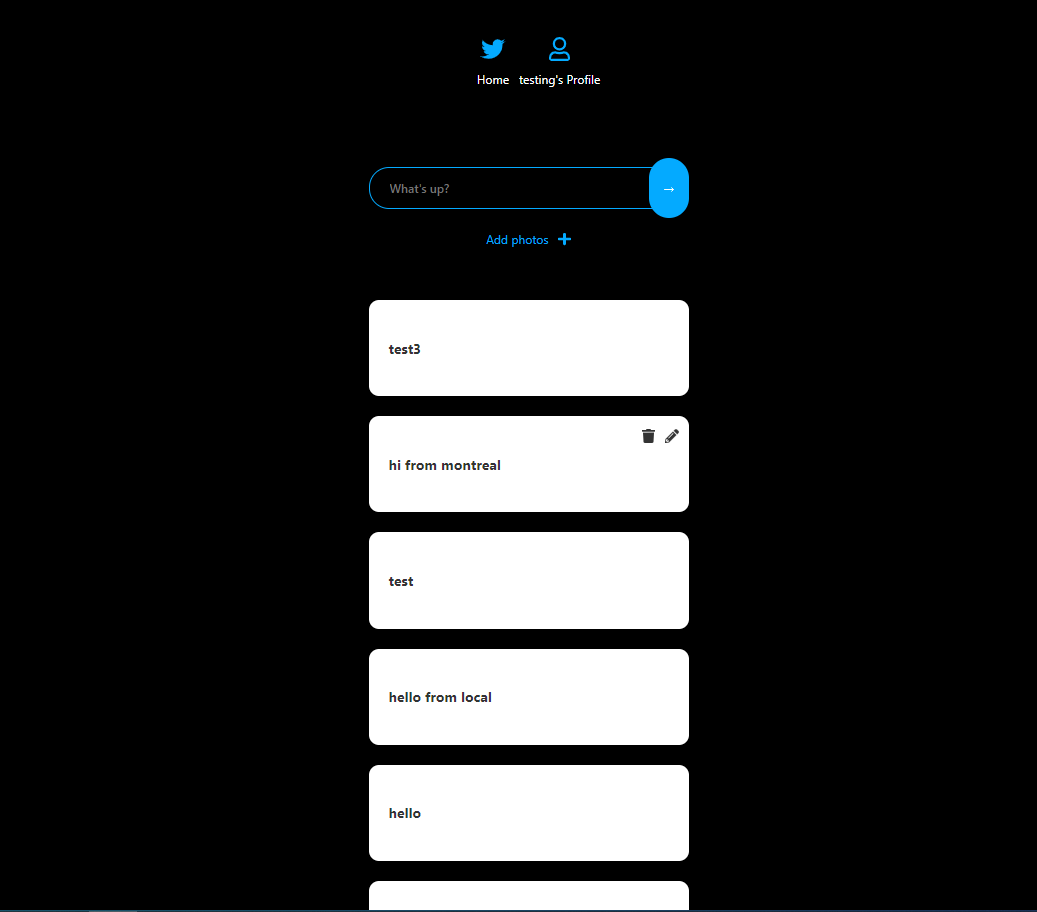 Home testing's Profile
What's up?
→
Add photos
test3
hi from montreal
test
hello from local
hello